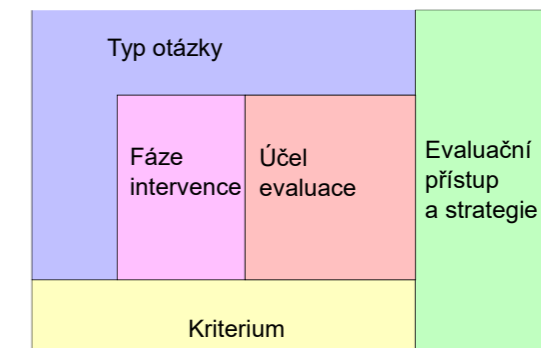 Typ otázky
Fáze
intervence
Účel
evaluace
Evaluační
přístup
a strategie
Kriterium